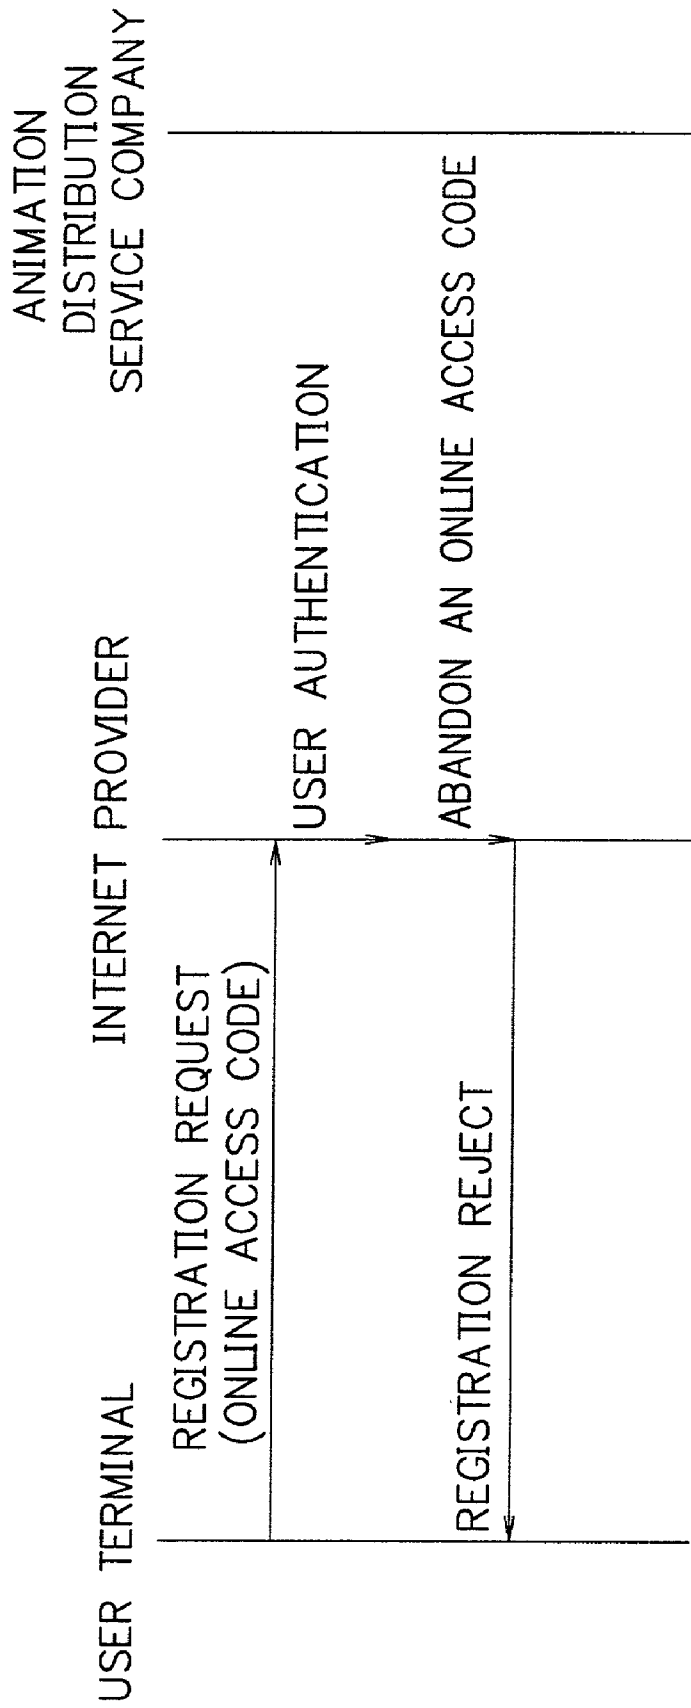 USER TERMINAL
INTERNET PROVIDER
ANIMATION
DISTRIBUTION
SERVICE COMPANY
REGISTRATION REQUEST
(ONLINE ACCESS CODE)
USER AUTHENTICATION
ABANDON AN ONLINE ACCESS CODE
REGISTRATION REJECT